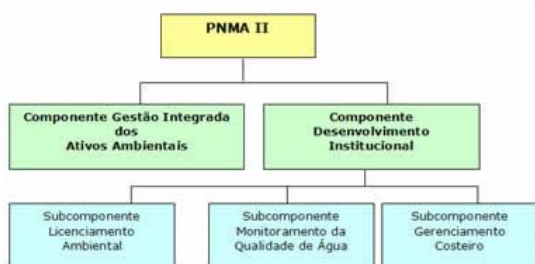 PNMA II
Componente Gestão Integrada
dos
Ativos Ambientais
Componente
Desenvolvimento
Institucional
Subcomponente
Licenciamento
Ambiental
Subcomponente
Monitoramento da
Qualidade de Água
Subcomponente
Gerenciamento
Costeiro